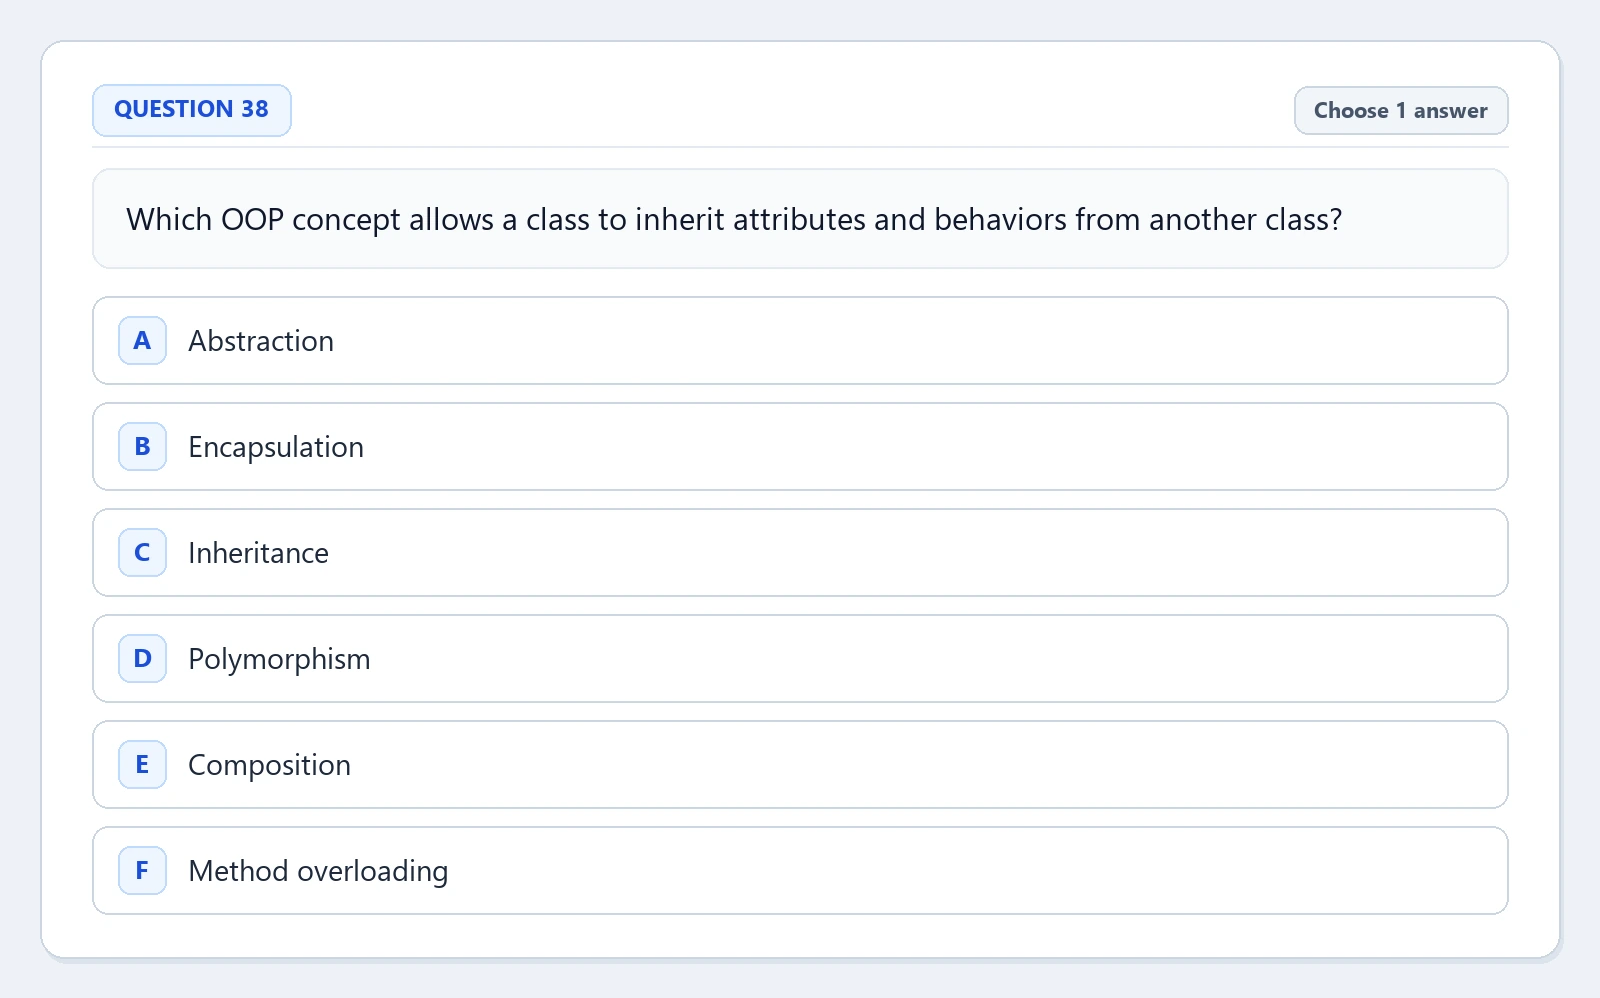 QUESTION 38
Choose 1 answer
Which OOP concept allows a class to inherit attributes and behaviors from another class?
A Abstraction
B Encapsulation
C Inheritance
D Polymorphism
E Composition
F Method overloading